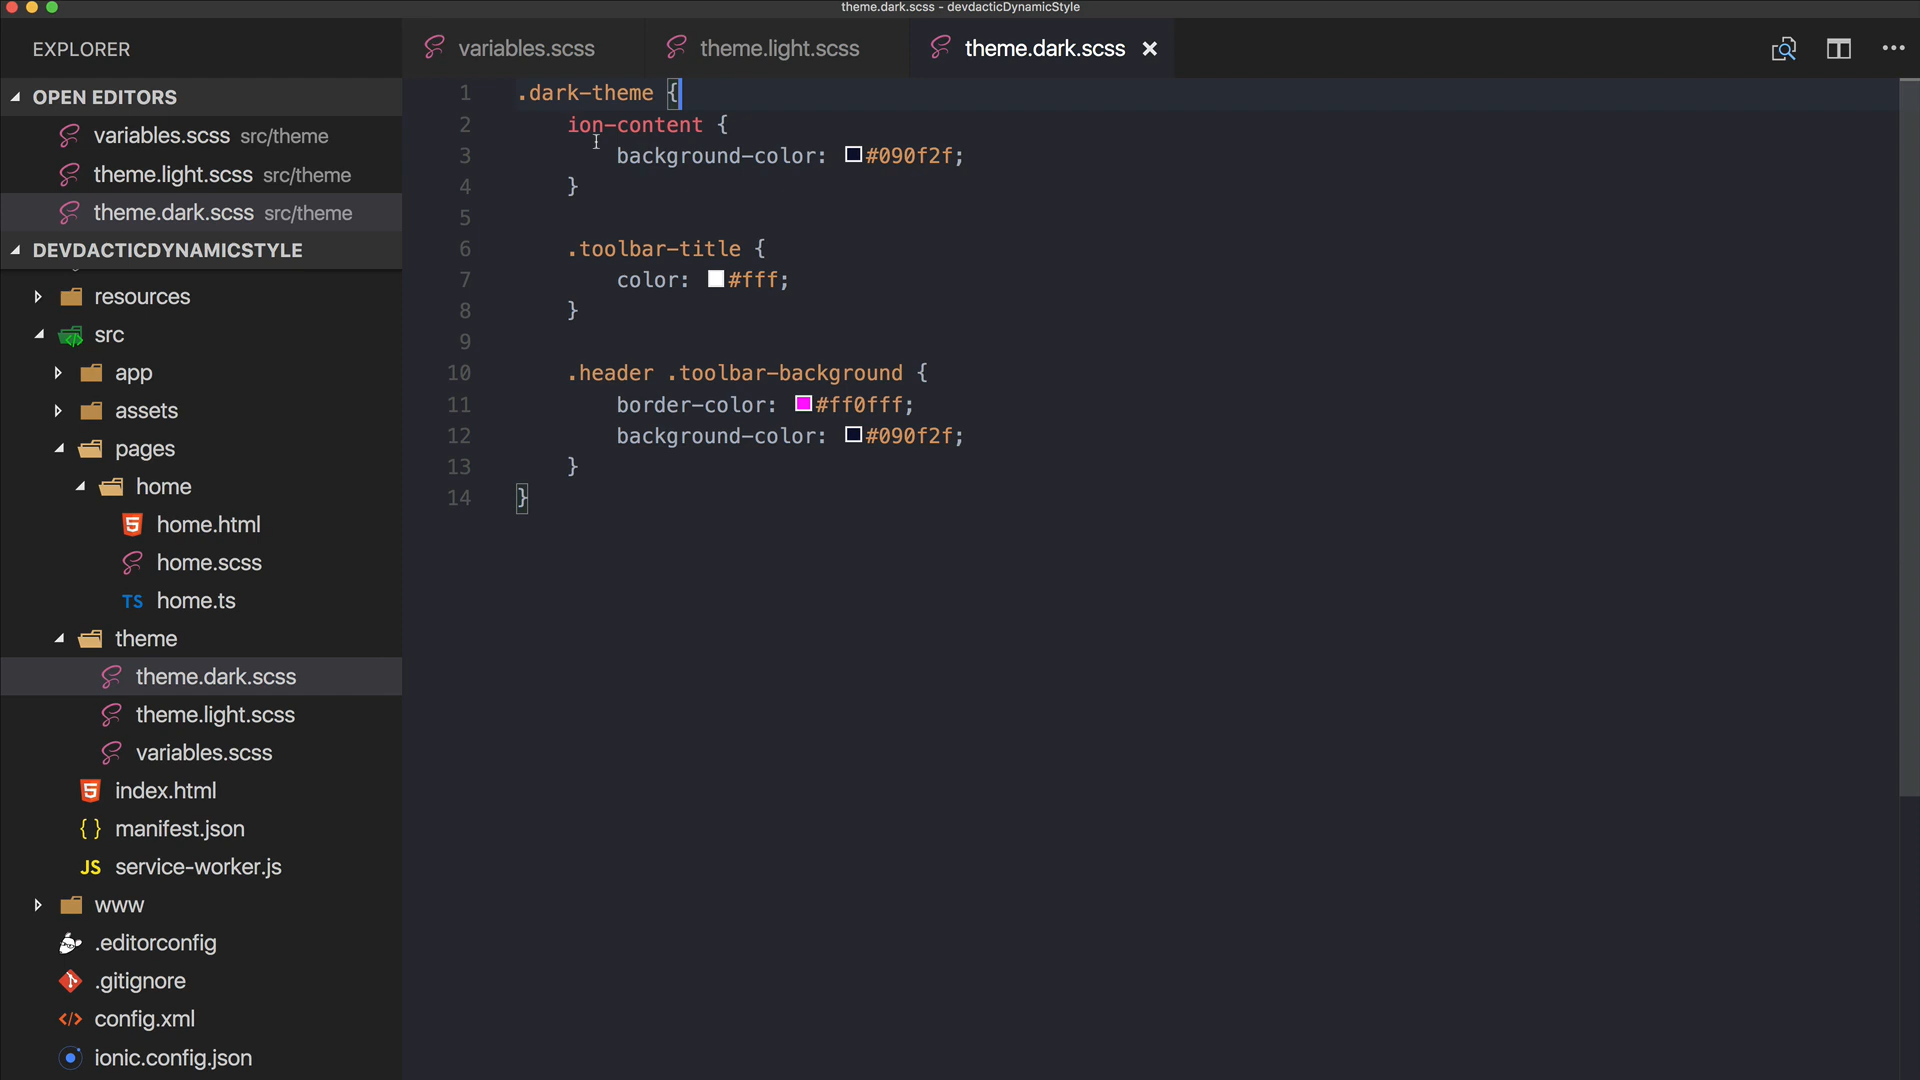 theme.dark.scss - devdacticDynamicStyle
EXPLORER
variables.scss
theme.light.scss
theme.dark.scss
OPEN EDITORS
variables.scss src/theme
theme.light.scss src/theme
theme.dark.scss src/theme
DEVDACTICDYNAMICSTYLE
resources
src
app
assets
pages
home
home.html
home.scss
TS home.ts
theme
theme.dark.scss
theme.light.scss
variables.scss
index.html
{ } manifest.json
JS service-worker.js
www
.editorconfig
.gitignore
config.xml
ionic.config.json
1 .dark-theme {
2 ion-content {
3 background-color: #090f2f;
4 }
5
6 .toolbar-title {
7 color: #fff;
8 }
9
10 .header .toolbar-background {
11 border-color: #ff0fff;
12 background-color: #090f2f;
13 }
14 }